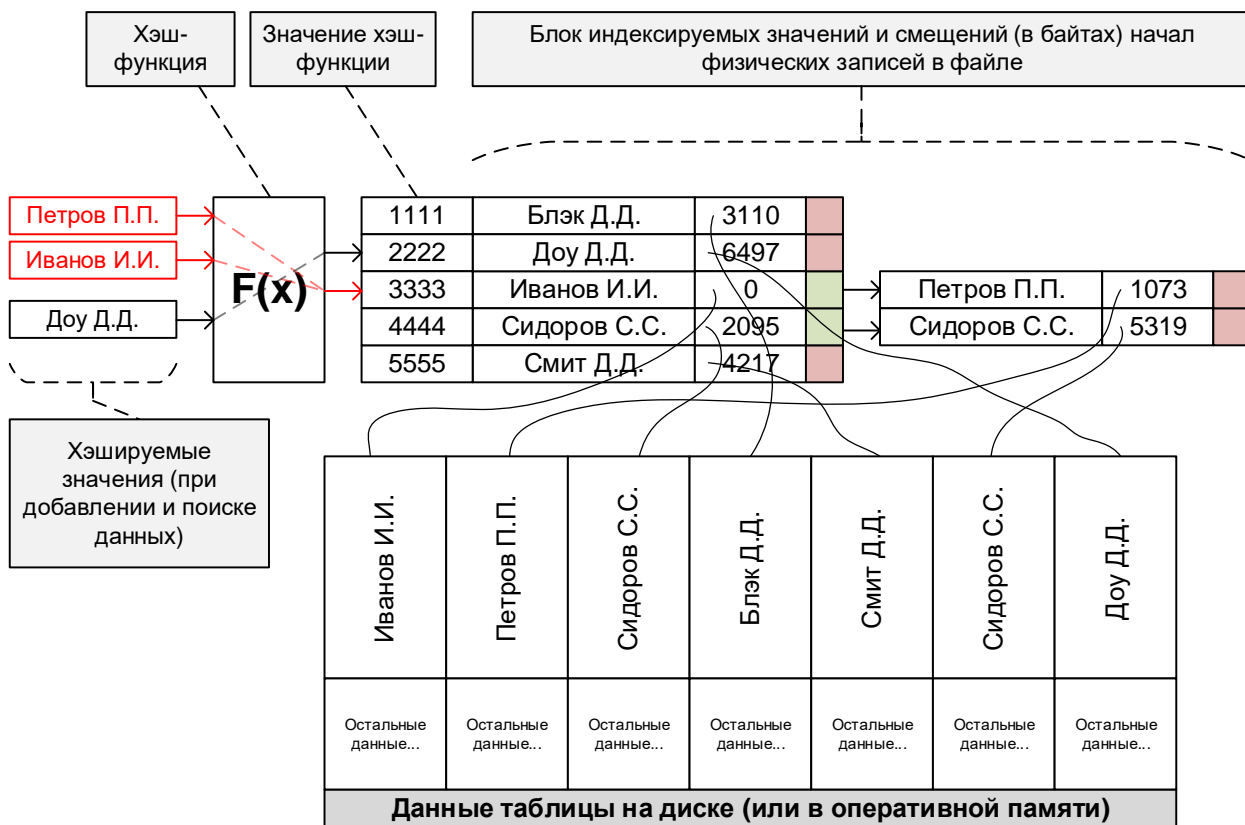 Хэш-
функция
Значение хэш-
функции
Блок индексируемых значений и смещений (в байтах) начал
физических записей в файле
Петров П.П.
Иванов И.И.
Доу Д.Д.
F(x)
1111 Блэк Д.Д. 3110
2222 Доу Д.Д. 6497
3333 Иванов И.И. 0
4444 Сидоров С.С. 2095
5555 Смит Д.Д. 4217
Петров П.П. 1073
Сидоров С.С. 5319
Хэшируемые
значения (при
добавлении и поиске
данных)
Иванов И.И.
Петров П.П.
Сидоров С.С.
Блэк Д.Д.
Смит Д.Д.
Сидоров С.С.
Доу Д.Д.
Остальные
данные...
Остальные
данные...
Остальные
данные...
Остальные
данные...
Остальные
данные...
Остальные
данные...
Остальные
данные...
Данные таблицы на диске (или в оперативной памяти)